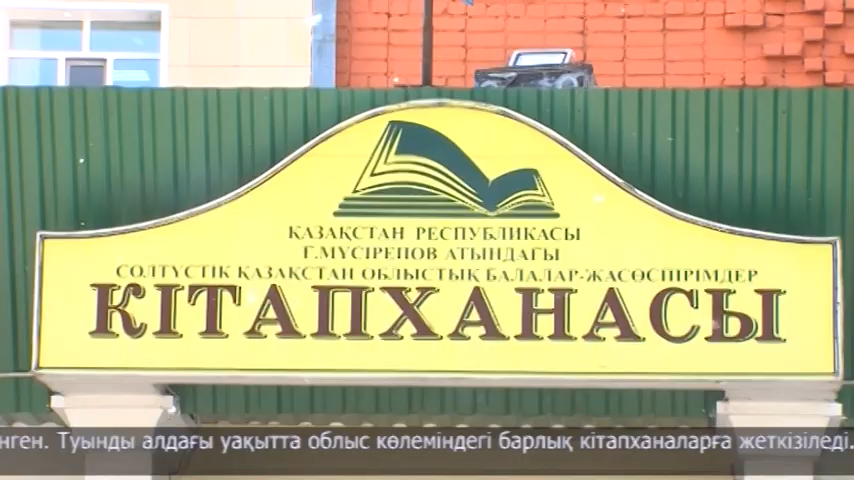 ҚАЗАҚСТАН РЕСПУБЛИКАСЫ
Ғ.МҮСІРЕПОВ АТЫНДАҒЫ
СОЛТҮСТІК ҚАЗАҚСТАН ОБЛЫСТЫҚ БАЛАЛАР-ЖАСӨСПІРІМДЕР
КІТАПХАНАСЫ
нген. Туынды алдағы уақытта облыс көлеміндегі барлық кітапханаларға жеткізіледі.